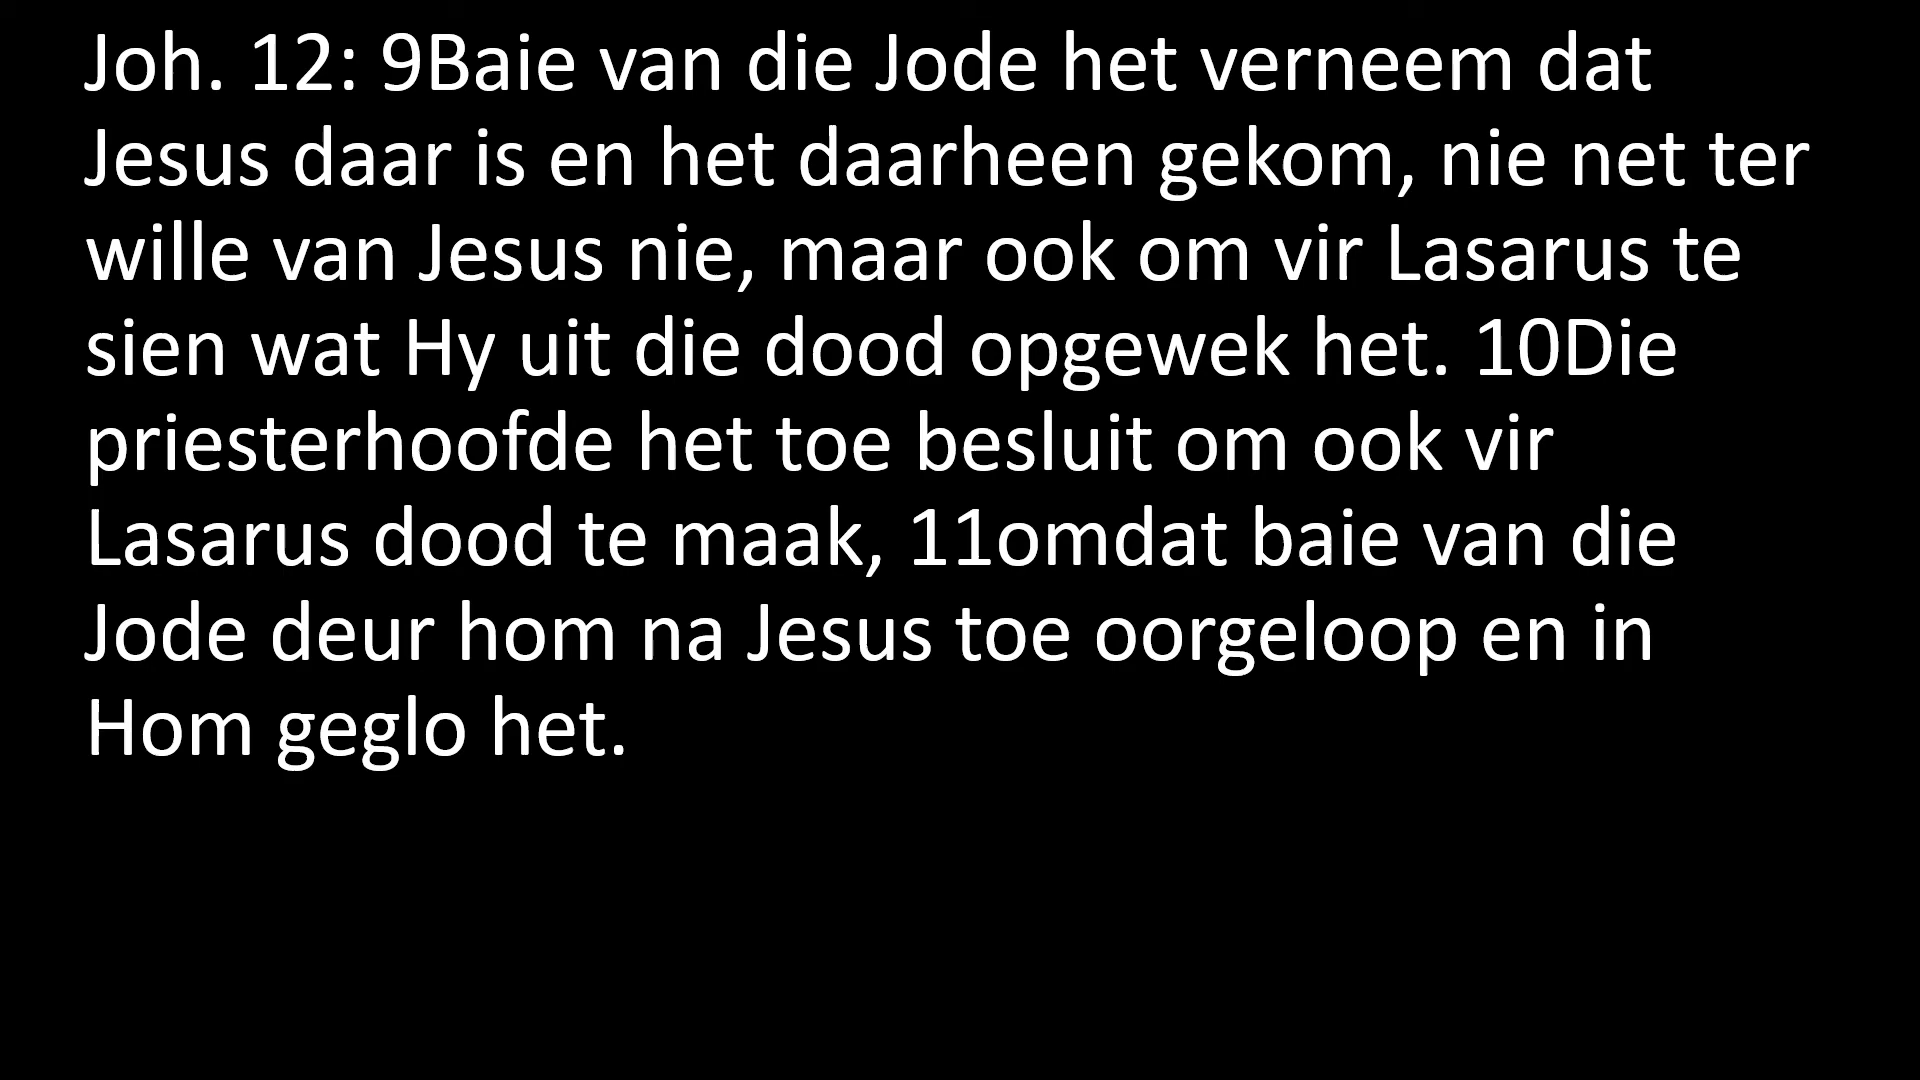 Joh. 12: 9Baie van die Jode het verneem dat
Jesus daar is en het daarheen gekom, nie net ter
wille van Jesus nie, maar ook om vir Lasarus te
sien wat Hy uit die dood opgewek het. 10Die
priesterhoofde het toe besluit om ook vir
Lasarus dood te maak, 11omdat baie van die
Jode deur hom na Jesus toe oorgeloop en in
Hom geglo het.